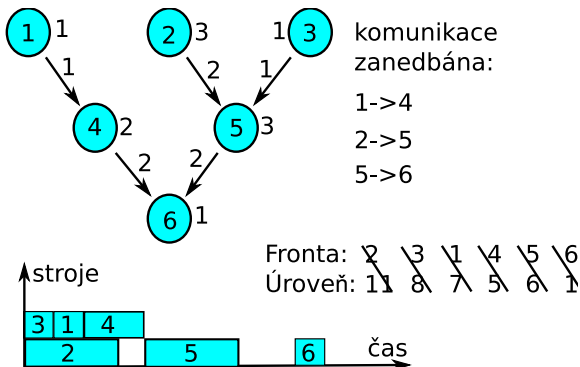 1 1 2 3 1 3
komunikace
zanedbána:
1 2 1
1->4
4 2 5 3
2->5
2 2
5->6
6 1
Fronta: 2 3 1 4 5 6
Úroveň: 11 8 7 5 6 1
stroje
3 1 4
2 5 6
čas